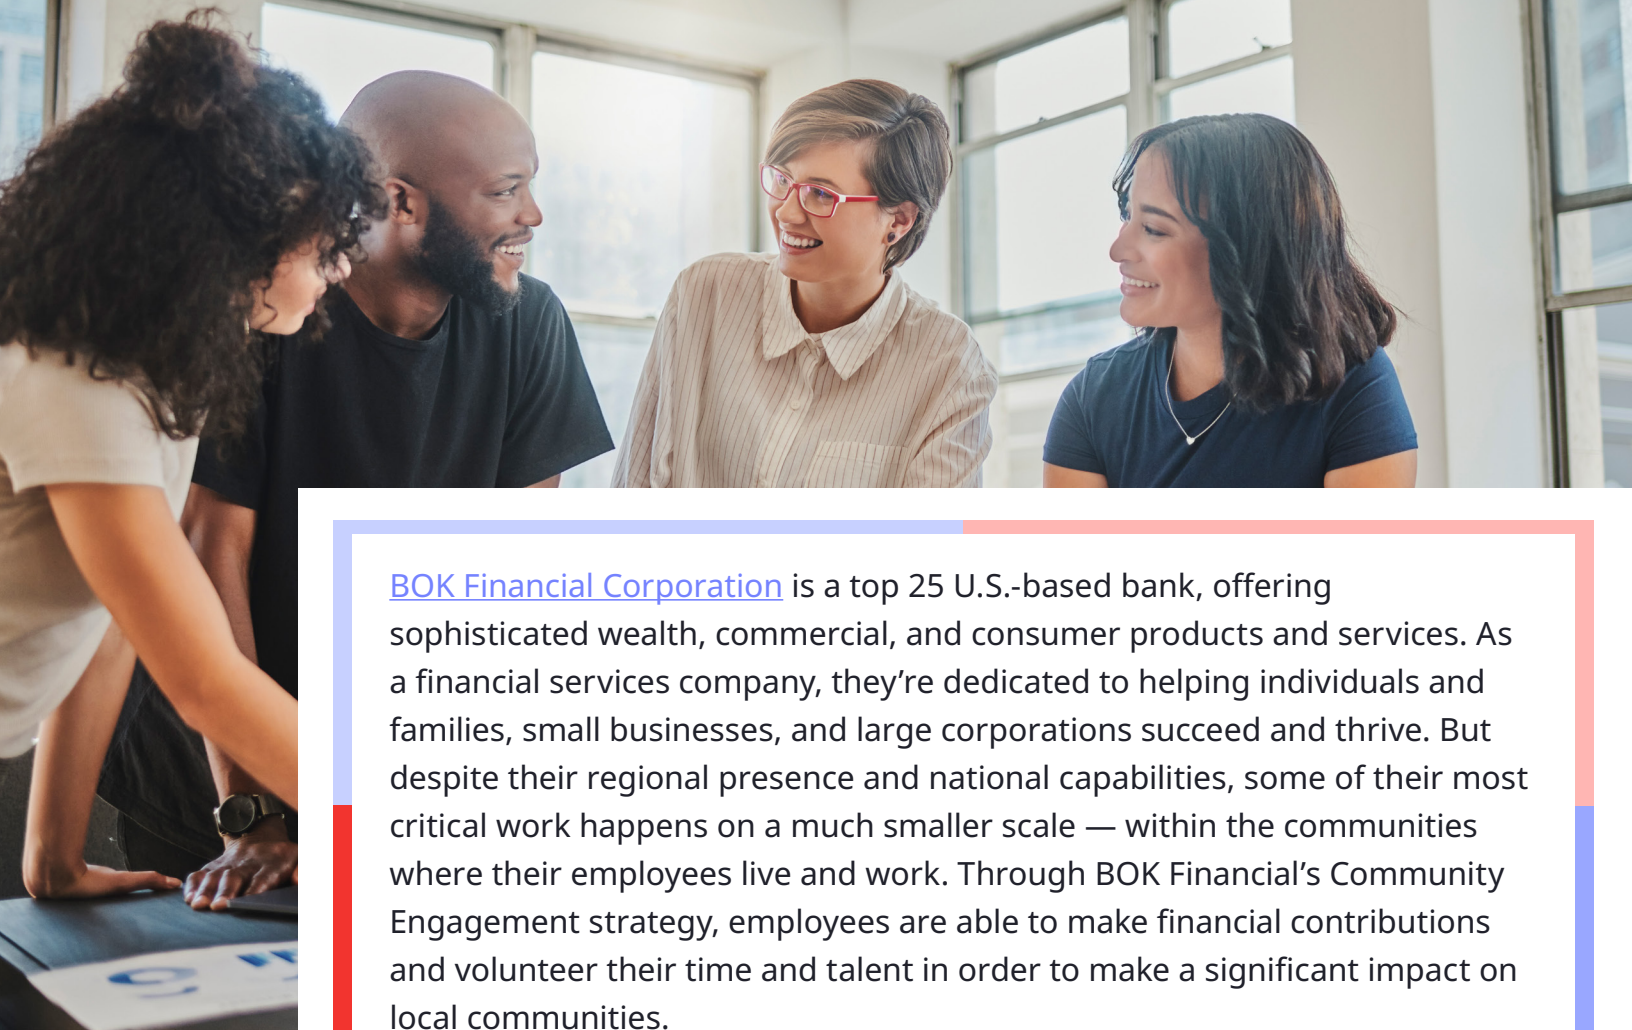 BOK Financial Corporation is a top 25 U.S.-based bank, offering
sophisticated wealth, commercial, and consumer products and services. As
a financial services company, they’re dedicated to helping individuals and
families, small businesses, and large corporations succeed and thrive. But
despite their regional presence and national capabilities, some of their most
critical work happens on a much smaller scale — within the communities
where their employees live and work. Through BOK Financial’s Community
Engagement strategy, employees are able to make financial contributions
and volunteer their time and talent in order to make a significant impact on
local communities.